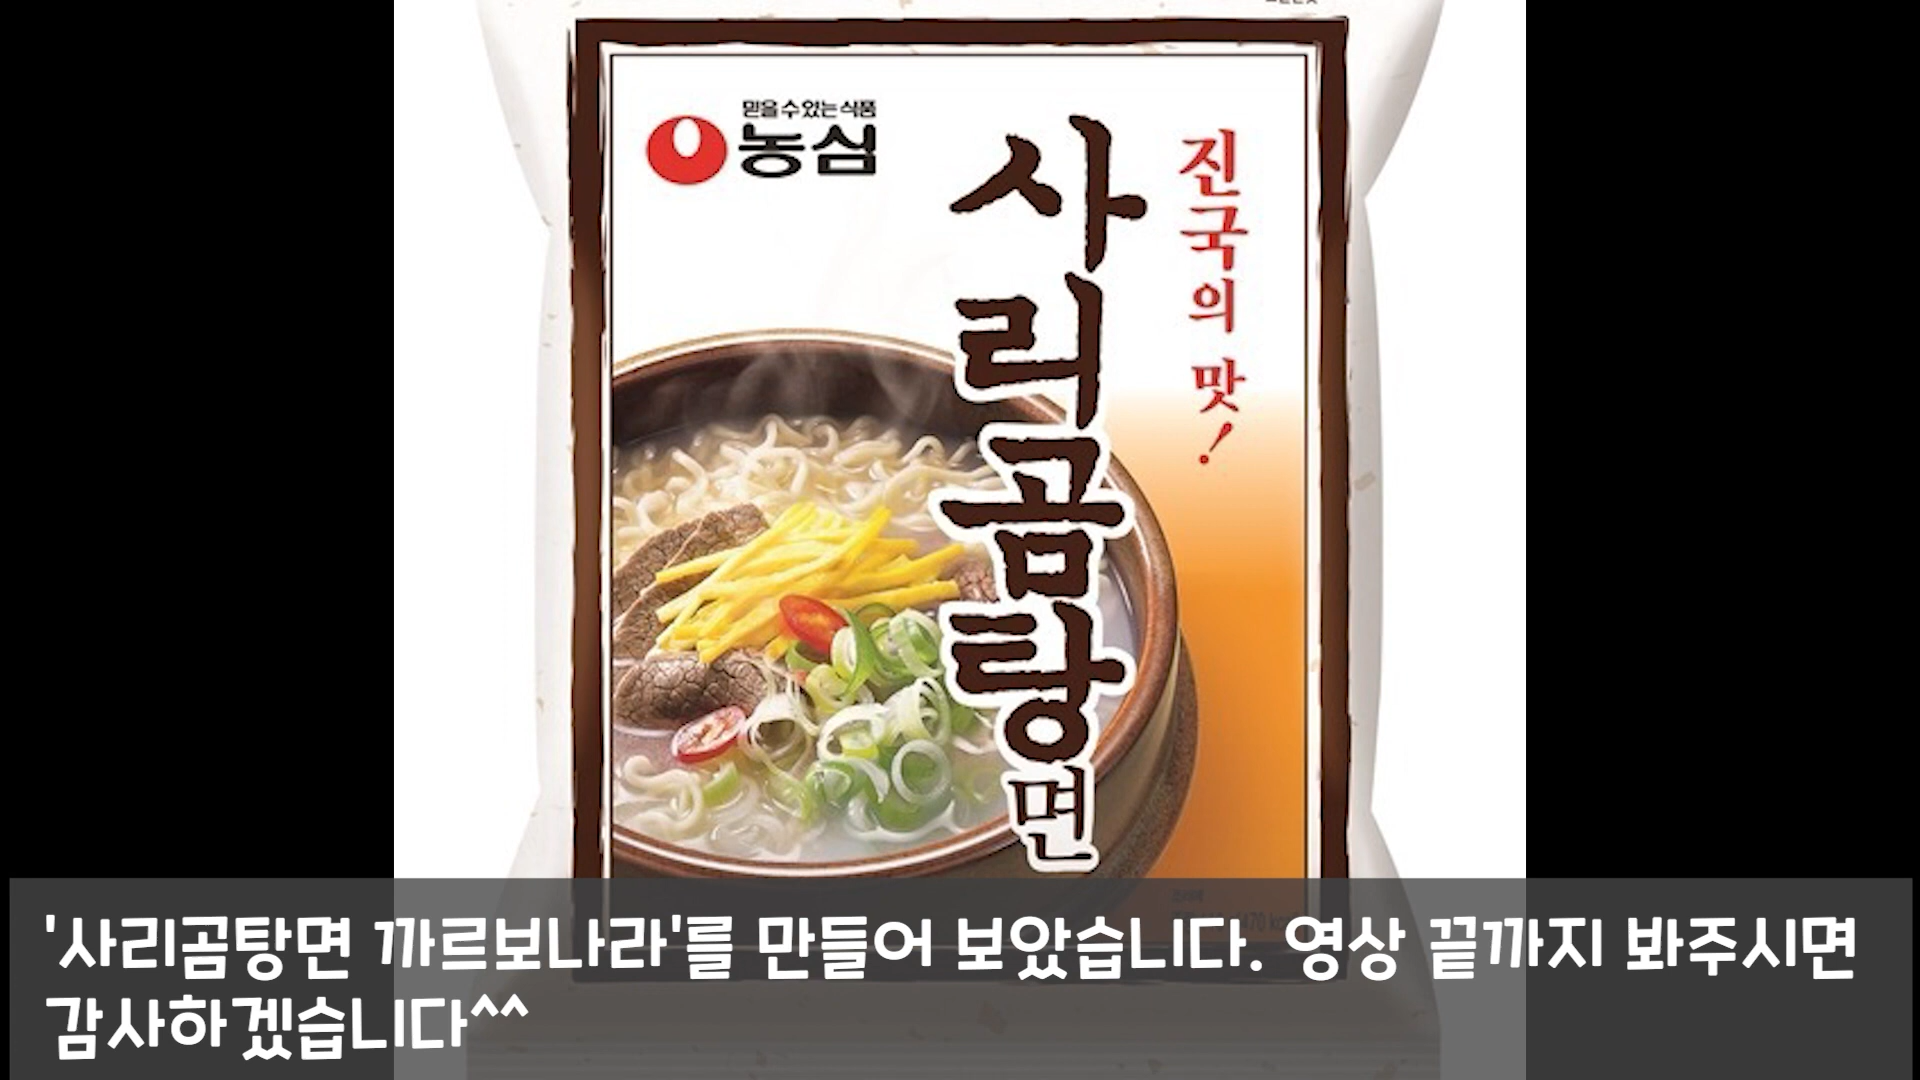 믿을 수 있는 식품
농심
사리곰탕면
진국의 맛!
'사리곰탕면 까르보나라'를 만들어 보았습니다. 영상 끝까지 봐주시면
감사하겠습니다^^